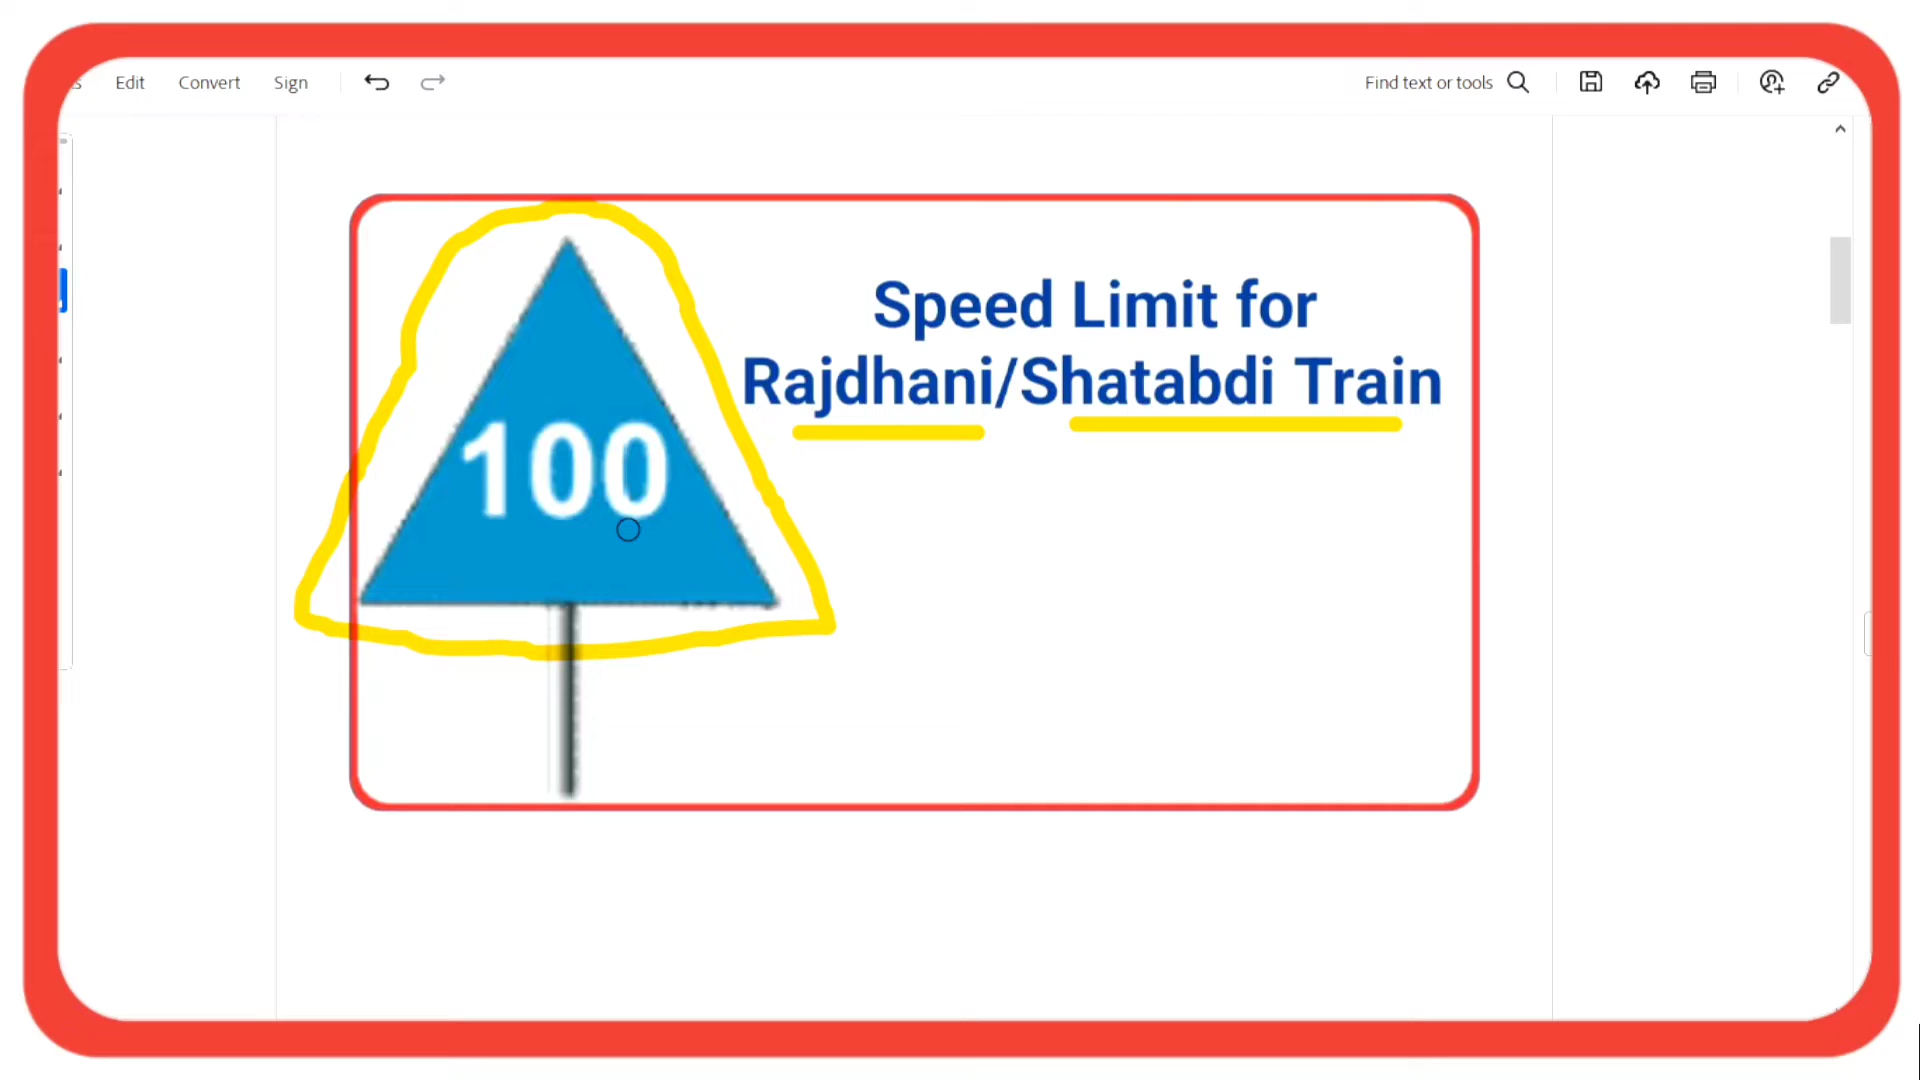 Edit Convert Sign Find text or tools
Speed Limit for
Rajdhani/Shatabdi Train
100